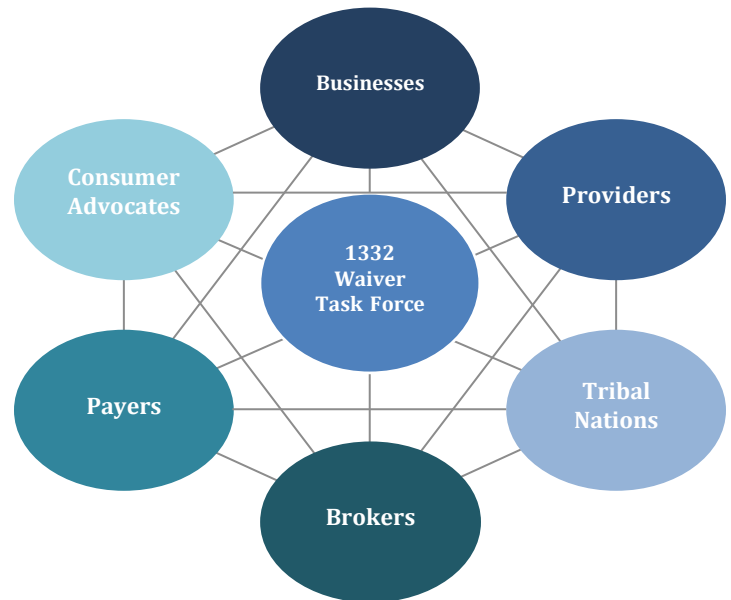 Businesses
Consumer
Advocates
Providers
1332
Waiver
Task Force
Payers
Tribal
Nations
Brokers